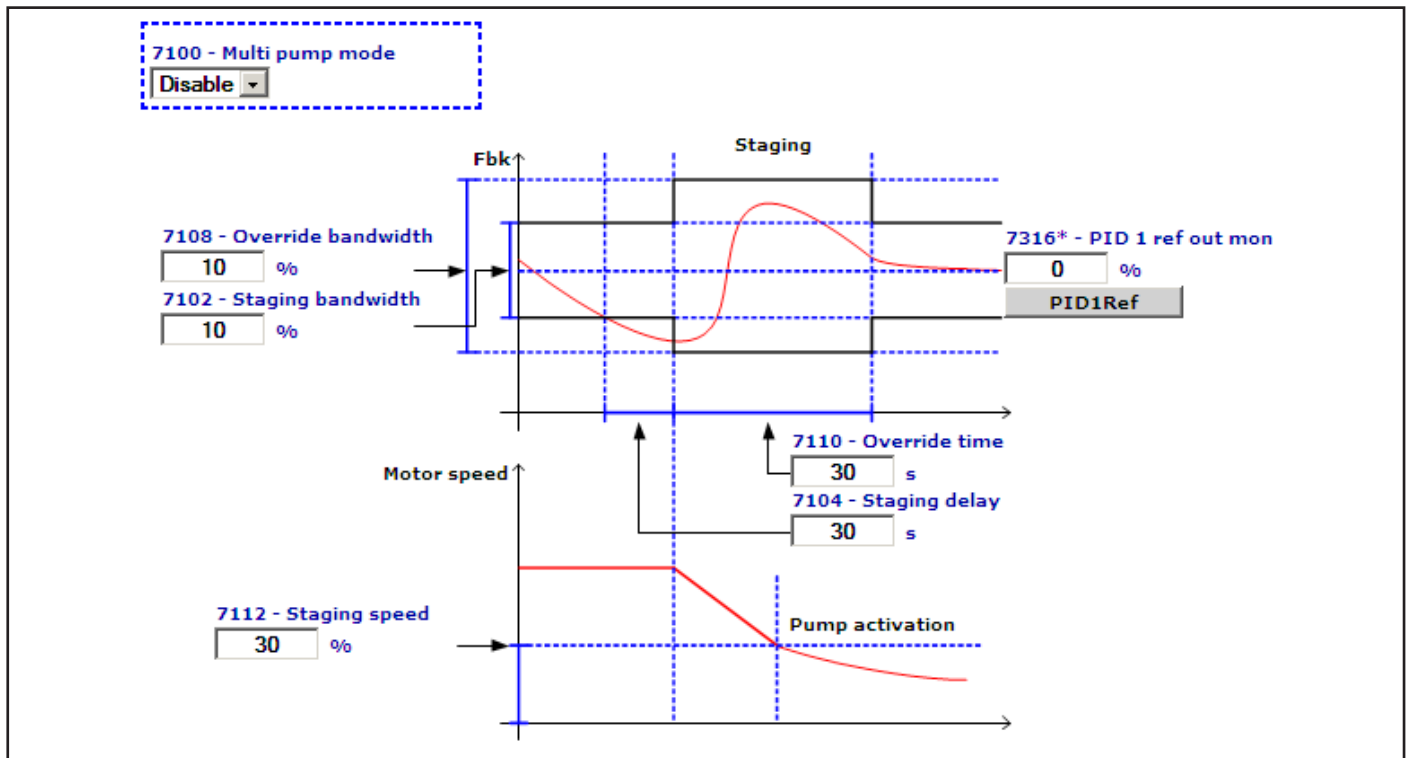 7100 - Multi pump mode
Disable
Staging
Fbk
7108 - Override bandwidth
10 %
7102 - Staging bandwidth
10 %
7316* - PID 1 ref out mon
0 %
PID1Ref
7110 - Override time
30 s
7104 - Staging delay
30 s
Motor speed
7112 - Staging speed
30 %
Pump activation